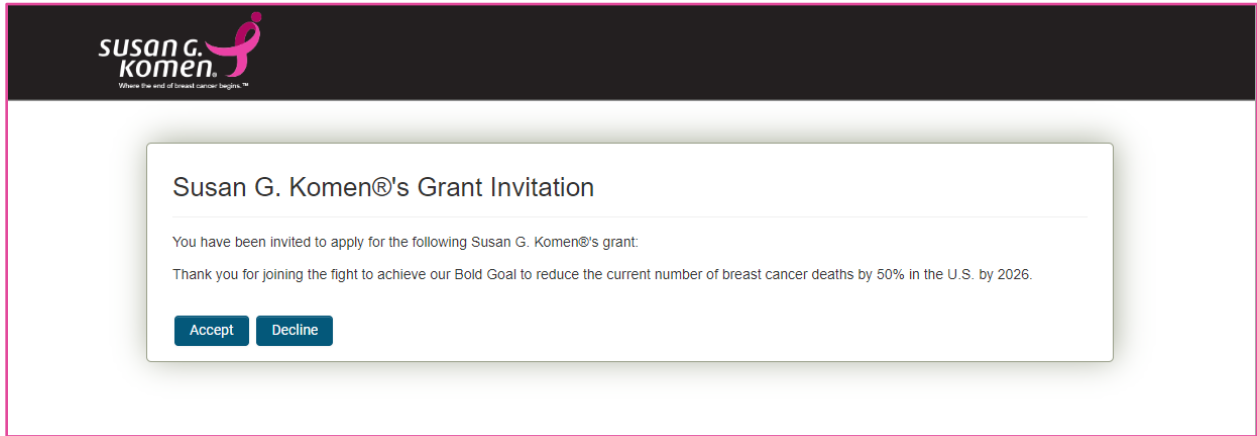 susan G.
komen®
Where the end of breast cancer begins.™
Susan G. Komen®'s Grant Invitation
You have been invited to apply for the following Susan G. Komen®'s grant:
Thank you for joining the fight to achieve our Bold Goal to reduce the current number of breast cancer deaths by 50% in the U.S. by 2026.
Accept Decline